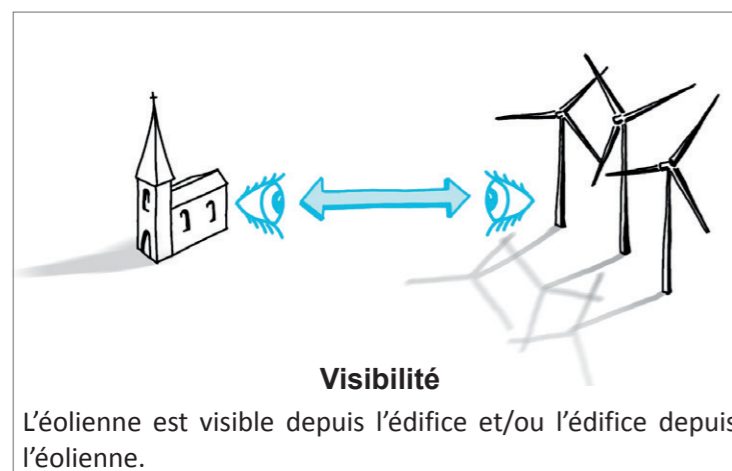 Visibilité
L’éolienne est visible depuis l’édifice et/ou l’édifice depuis
l’éolienne.